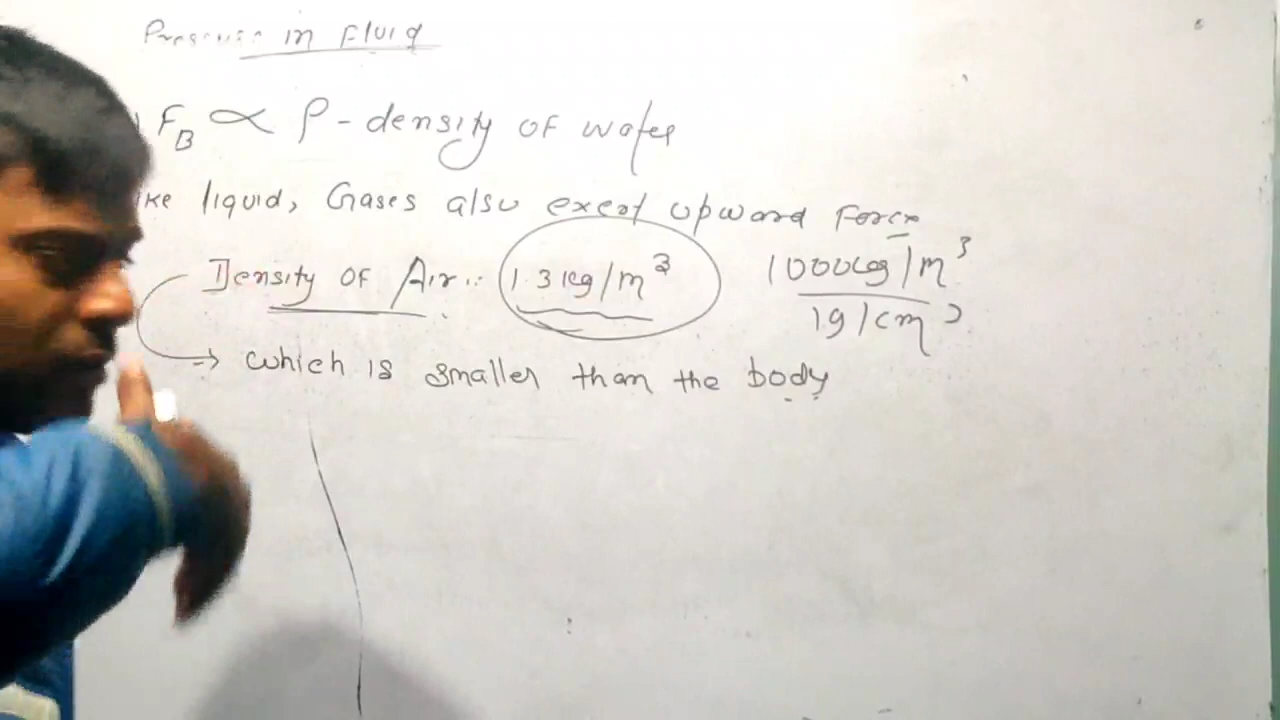 Pressure in Fluid
F_B ∝ ρ - density of water
ike liquid, Gases also exert upward Force
Density of Air:- 1.3 kg/m³ 1000kg/m³
1g/cm³
→ which is smaller than the body